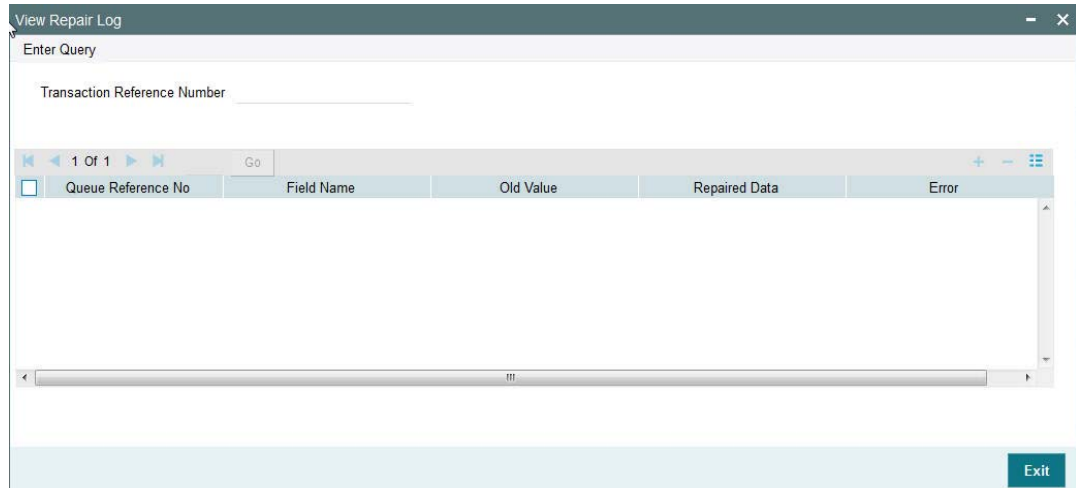 View Repair Log
Enter Query
Transaction Reference Number
1 Of 1 Go
Queue Reference No Field Name Old Value Repaired Data Error
Exit